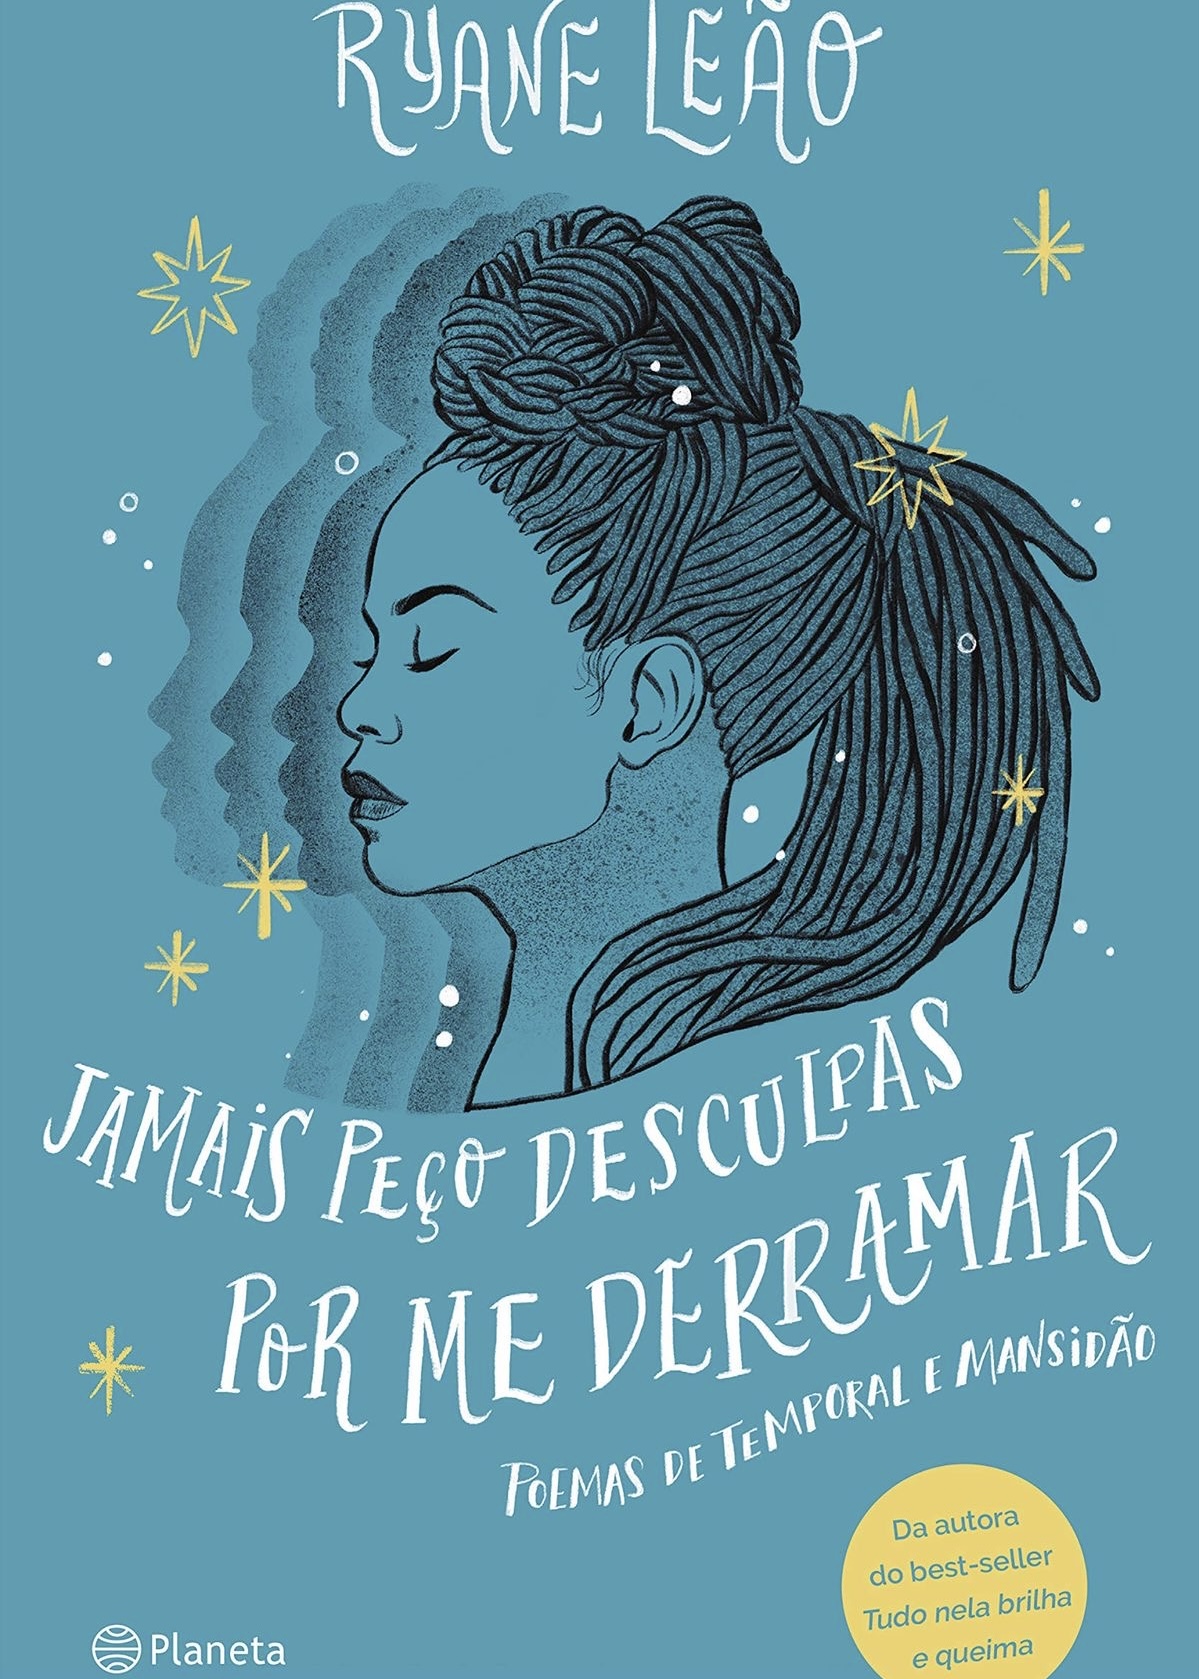 RYANE LEÃO
JAMAIS PEÇO DESCULPAS
POR ME DERRAMAR
POEMAS DE TEMPORAL E MANSIDÃO
Da autora
do best-seller
Tudo nela brilha
e queima
Planeta